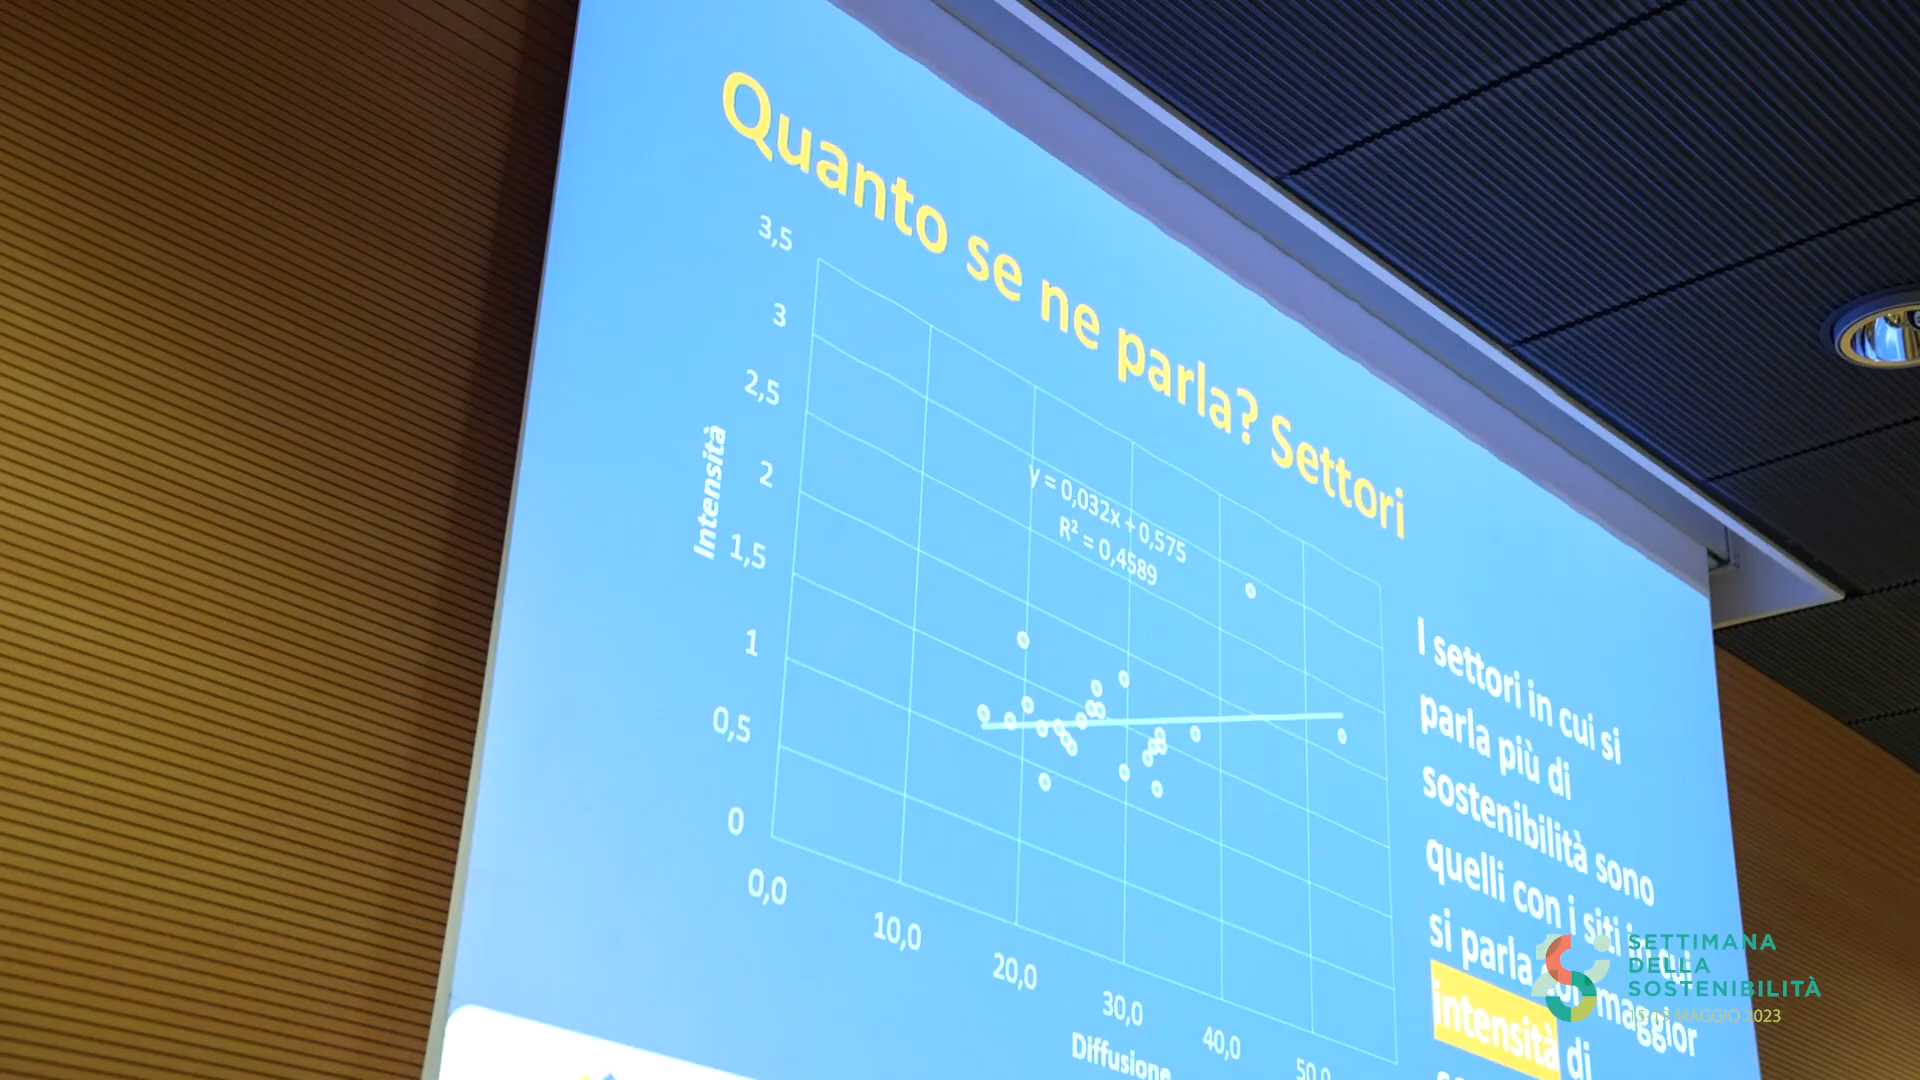 Quanto se ne parla? Settori
3,5
3
2,5
2
1,5
1
0,5
0
Intensità
y = 0,032x + 0,575
R² = 0,4589
0,0
10,0
20,0
30,0
40,0
50,0
Diffusione
I settori in cui si
parla più di
sostenibilità sono
quelli con i siti in cui
si parla con maggior
intensità di
SETTIMANA
DELLA
SOSTENIBILITÀ
MAGGIO 2023